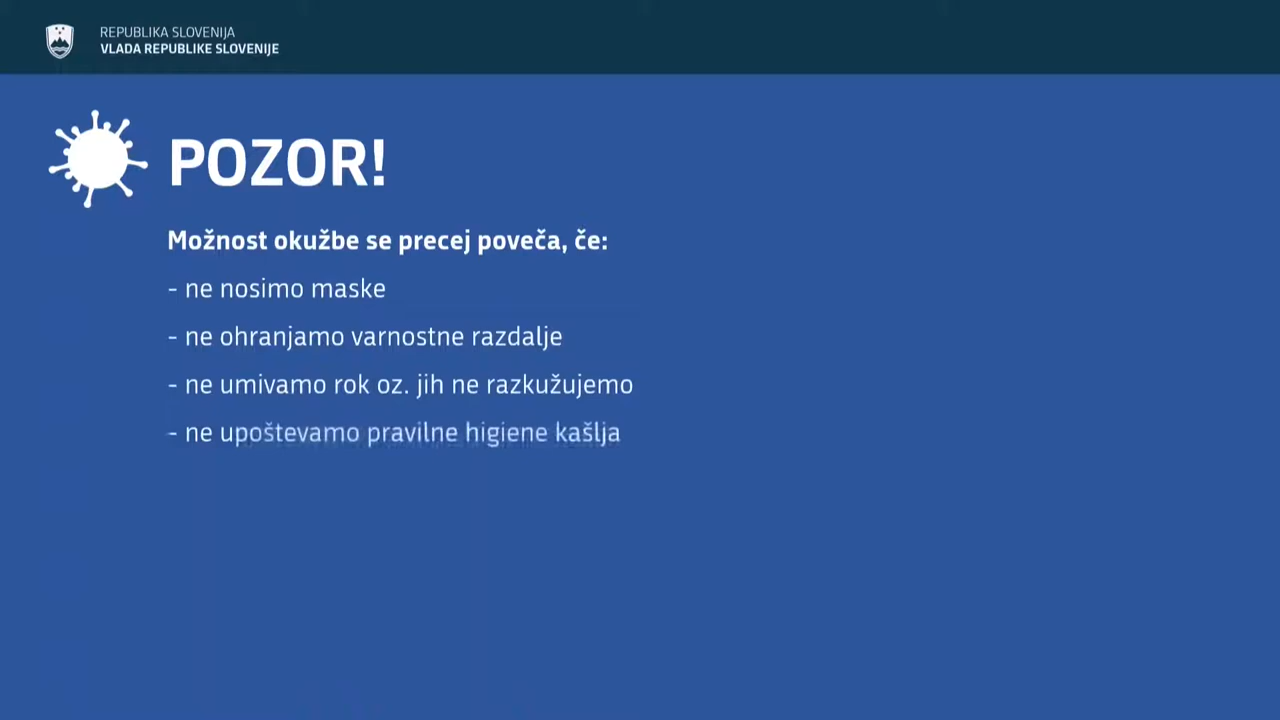 REPUBLIKA SLOVENIJA
VLADA REPUBLIKE SLOVENIJE
POZOR!
Možnost okužbe se precej poveča, če:
- ne nosimo maske
- ne ohranjamo varnostne razdalje
- ne umivamo rok oz. jih ne razkužujemo
- ne upoštevamo pravilne higiene kašlja